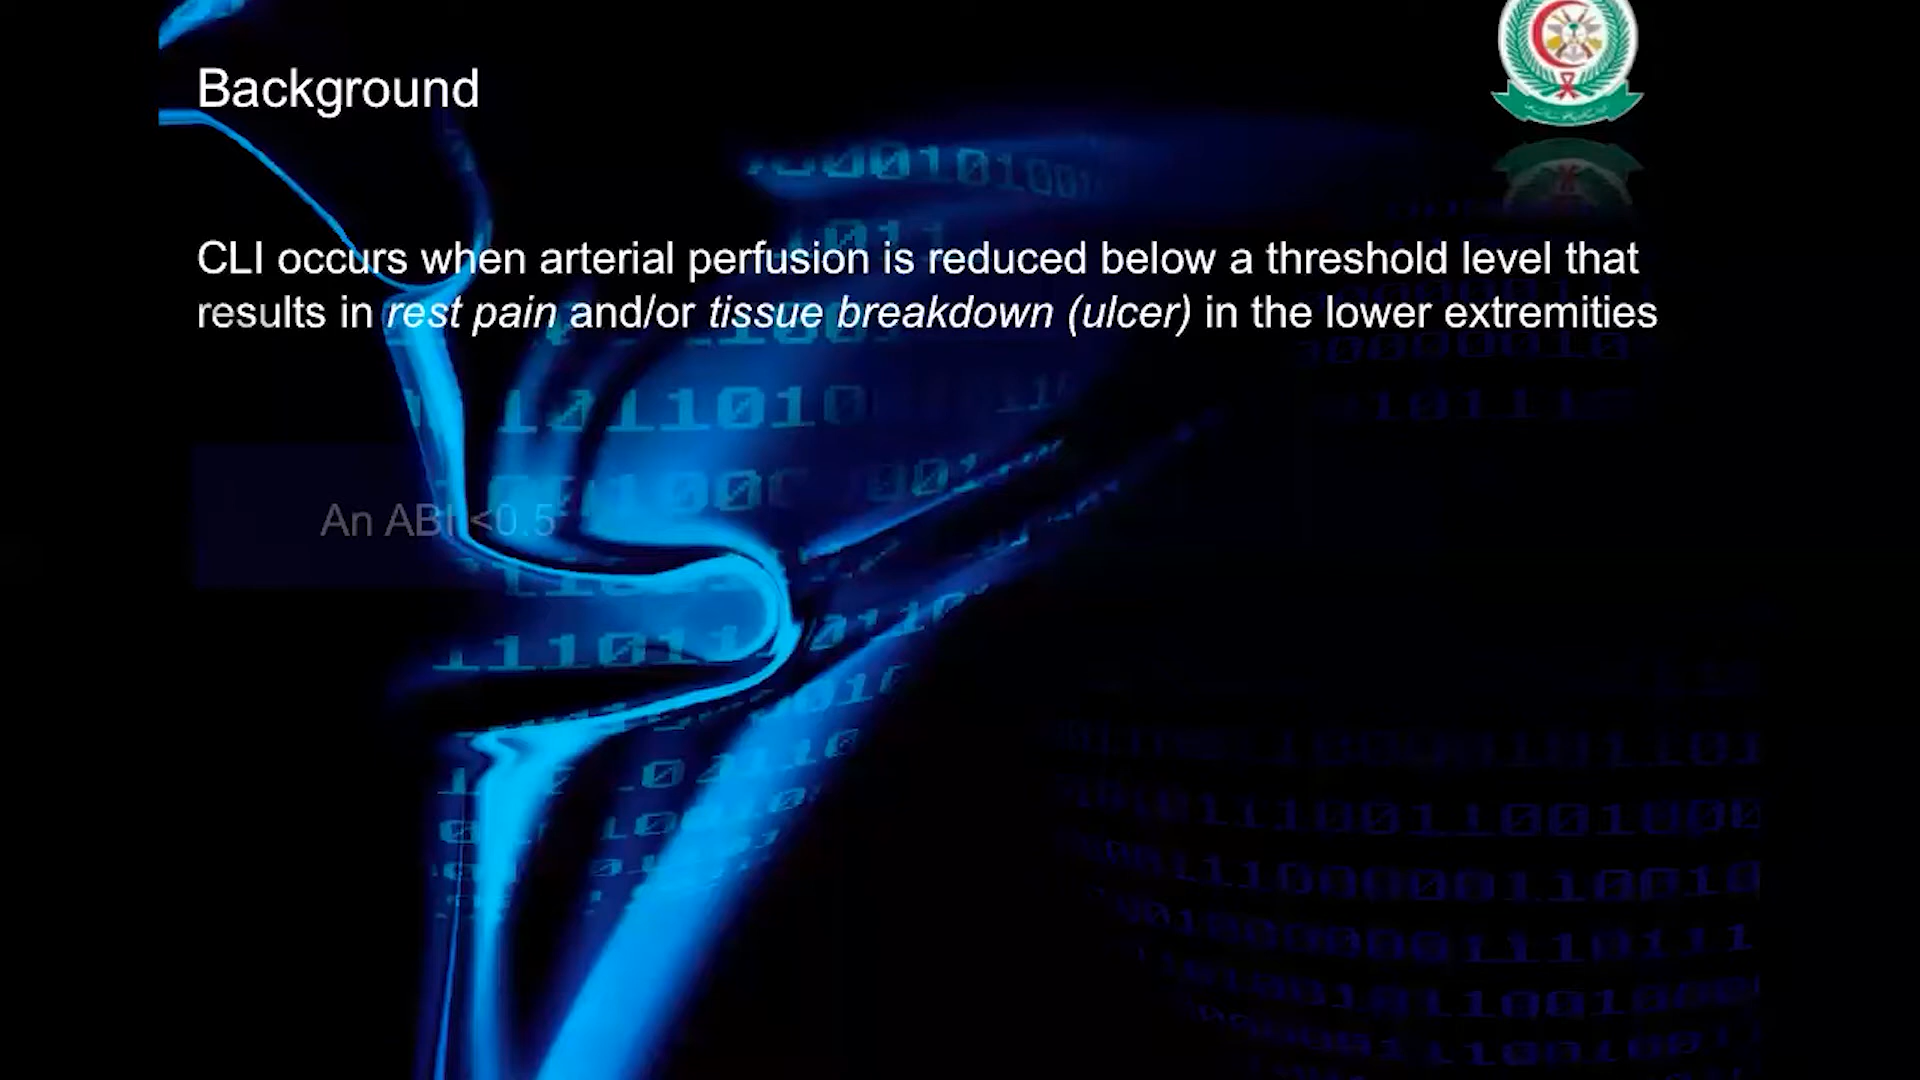 Background
CLI occurs when arterial perfusion is reduced below a threshold level that
results in rest pain and/or tissue breakdown (ulcer) in the lower extremities
An ABI <0.5